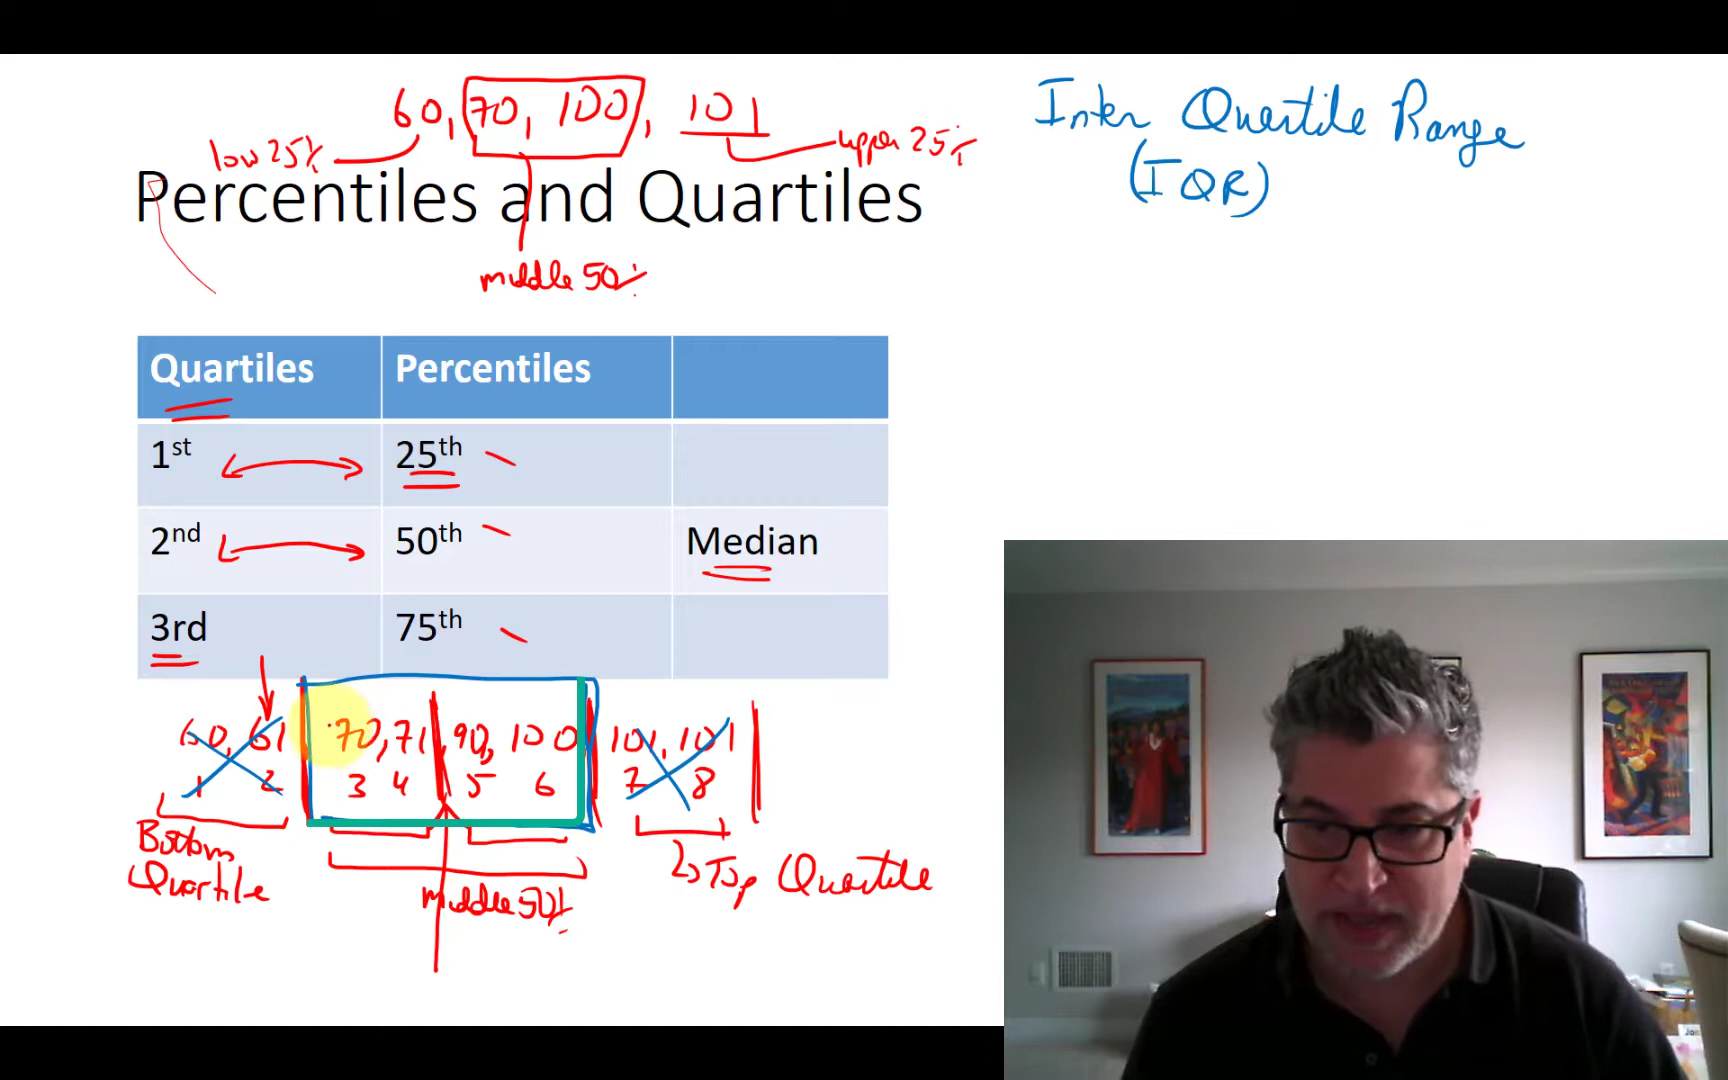 60, 70, 100, 101
low 25%
upper 25%
Inter Quartile Range
(IQR)
Percentiles and Quartiles
middle 50%
Quartiles Percentiles
1st 25th
2nd 50th Median
3rd 75th
60, 61 70, 71, 90, 100 101, 101
1 2 3 4 5 6 7 8
Bottom
Quartile
middle 50%
Top Quartile